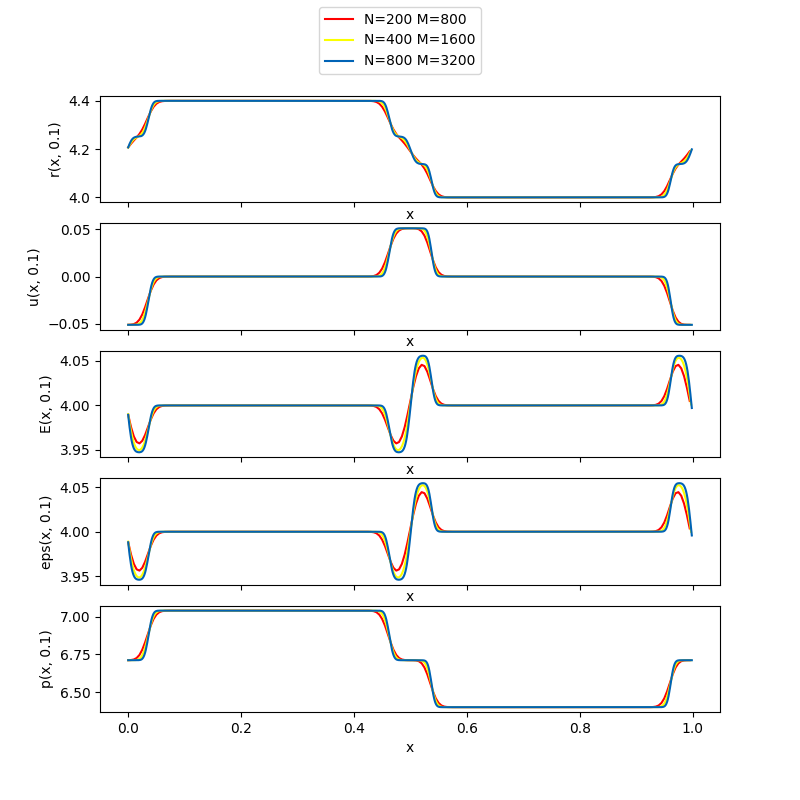 N=200 M=800
N=400 M=1600
N=800 M=3200
4.4
4.2
4.0
r(x, 0.1)
x
0.05
0.00
−0.05
u(x, 0.1)
x
4.05
4.00
3.95
E(x, 0.1)
x
4.05
4.00
3.95
eps(x, 0.1)
x
7.00
6.75
6.50
p(x, 0.1)
0.0 0.2 0.4 0.6 0.8 1.0
x